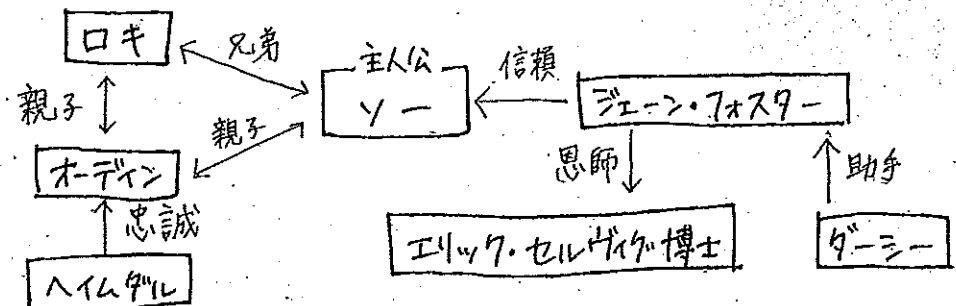 ロキ
兄弟
主人公
ソー
信頼
ジェーン・フォスター
親子
親子
恩師
助手
オーディン
忠誠
エリック・セルヴィグ博士
ダーシー
ヘイムダル